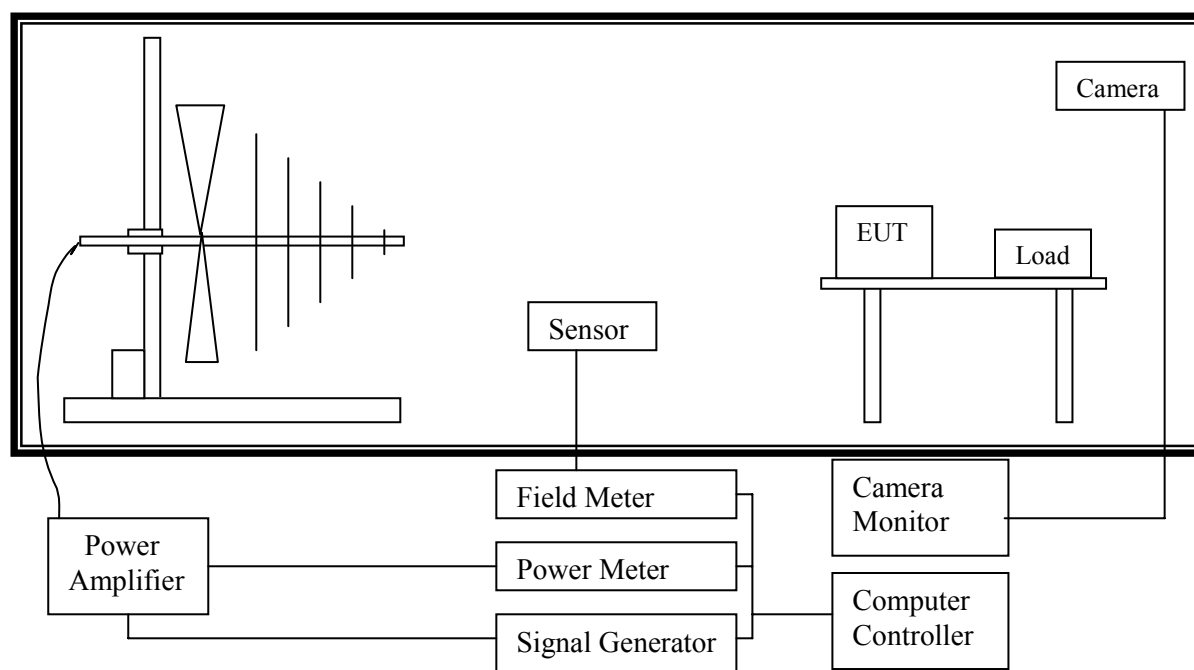 Camera
EUT
Load
Sensor
Field Meter
Camera
Monitor
Power
Amplifier
Power Meter
Computer
Controller
Signal Generator